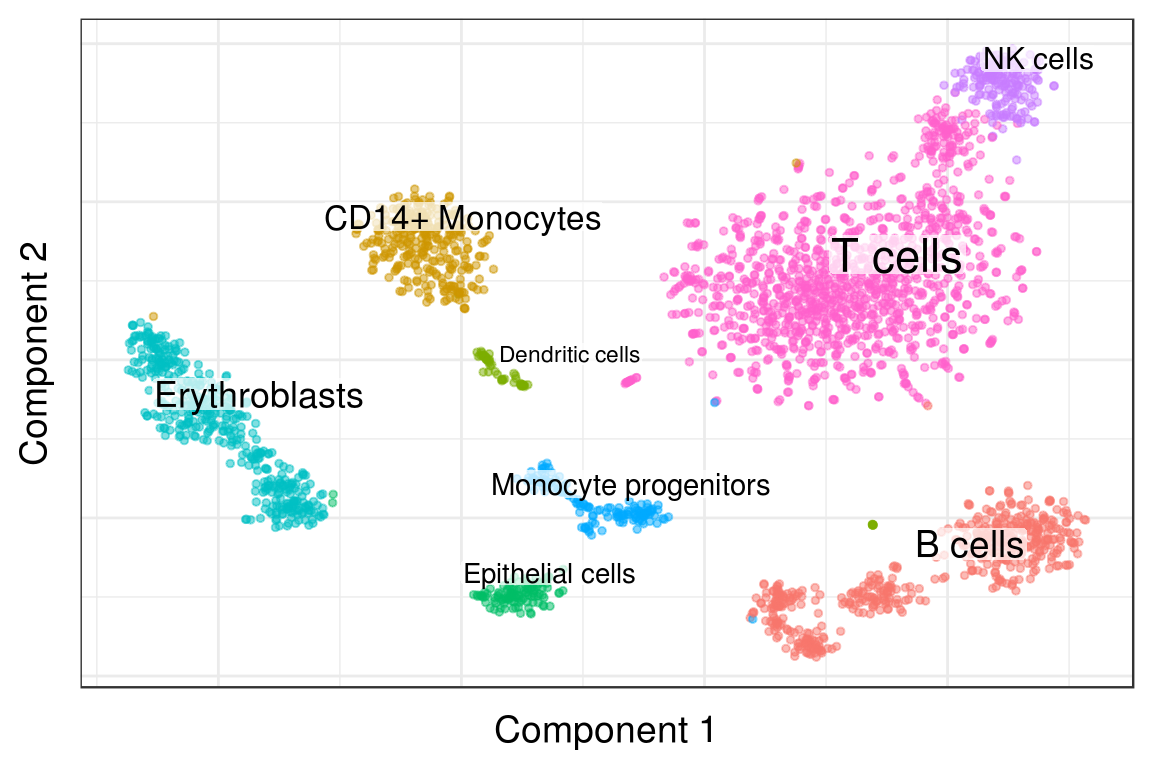 NK cells
CD14+ Monocytes
T cells
Dendritic cells
Erythroblasts
Monocyte progenitors
B cells
Epithelial cells
Component 2
Component 1